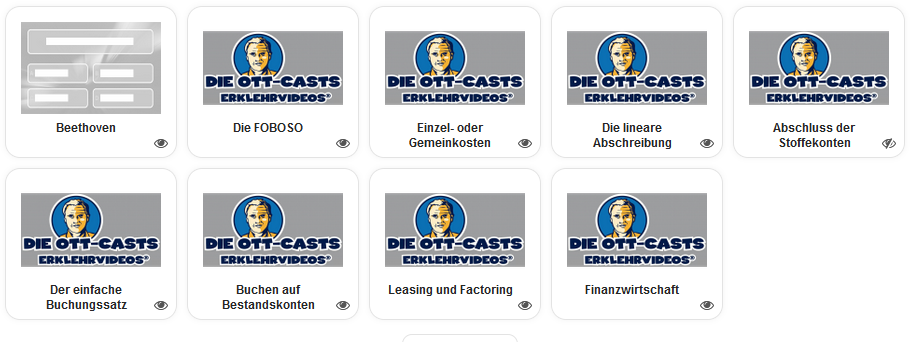 Beethoven
DIE OTT-CASTS
ERKLEHRVIDEOS®
Die FOBOSO
DIE OTT-CASTS
ERKLEHRVIDEOS®
Einzel- oder
Gemeinkosten
DIE OTT-CASTS
ERKLEHRVIDEOS®
Die lineare
Abschreibung
DIE OTT-CASTS
ERKLEHRVIDEOS®
Abschluss der
Stoffekonten
DIE OTT-CASTS
ERKLEHRVIDEOS®
Der einfache
Buchungssatz
DIE OTT-CASTS
ERKLEHRVIDEOS®
Buchen auf
Bestandskonten
DIE OTT-CASTS
ERKLEHRVIDEOS®
Leasing und Factoring
DIE OTT-CASTS
ERKLEHRVIDEOS®
Finanzwirtschaft